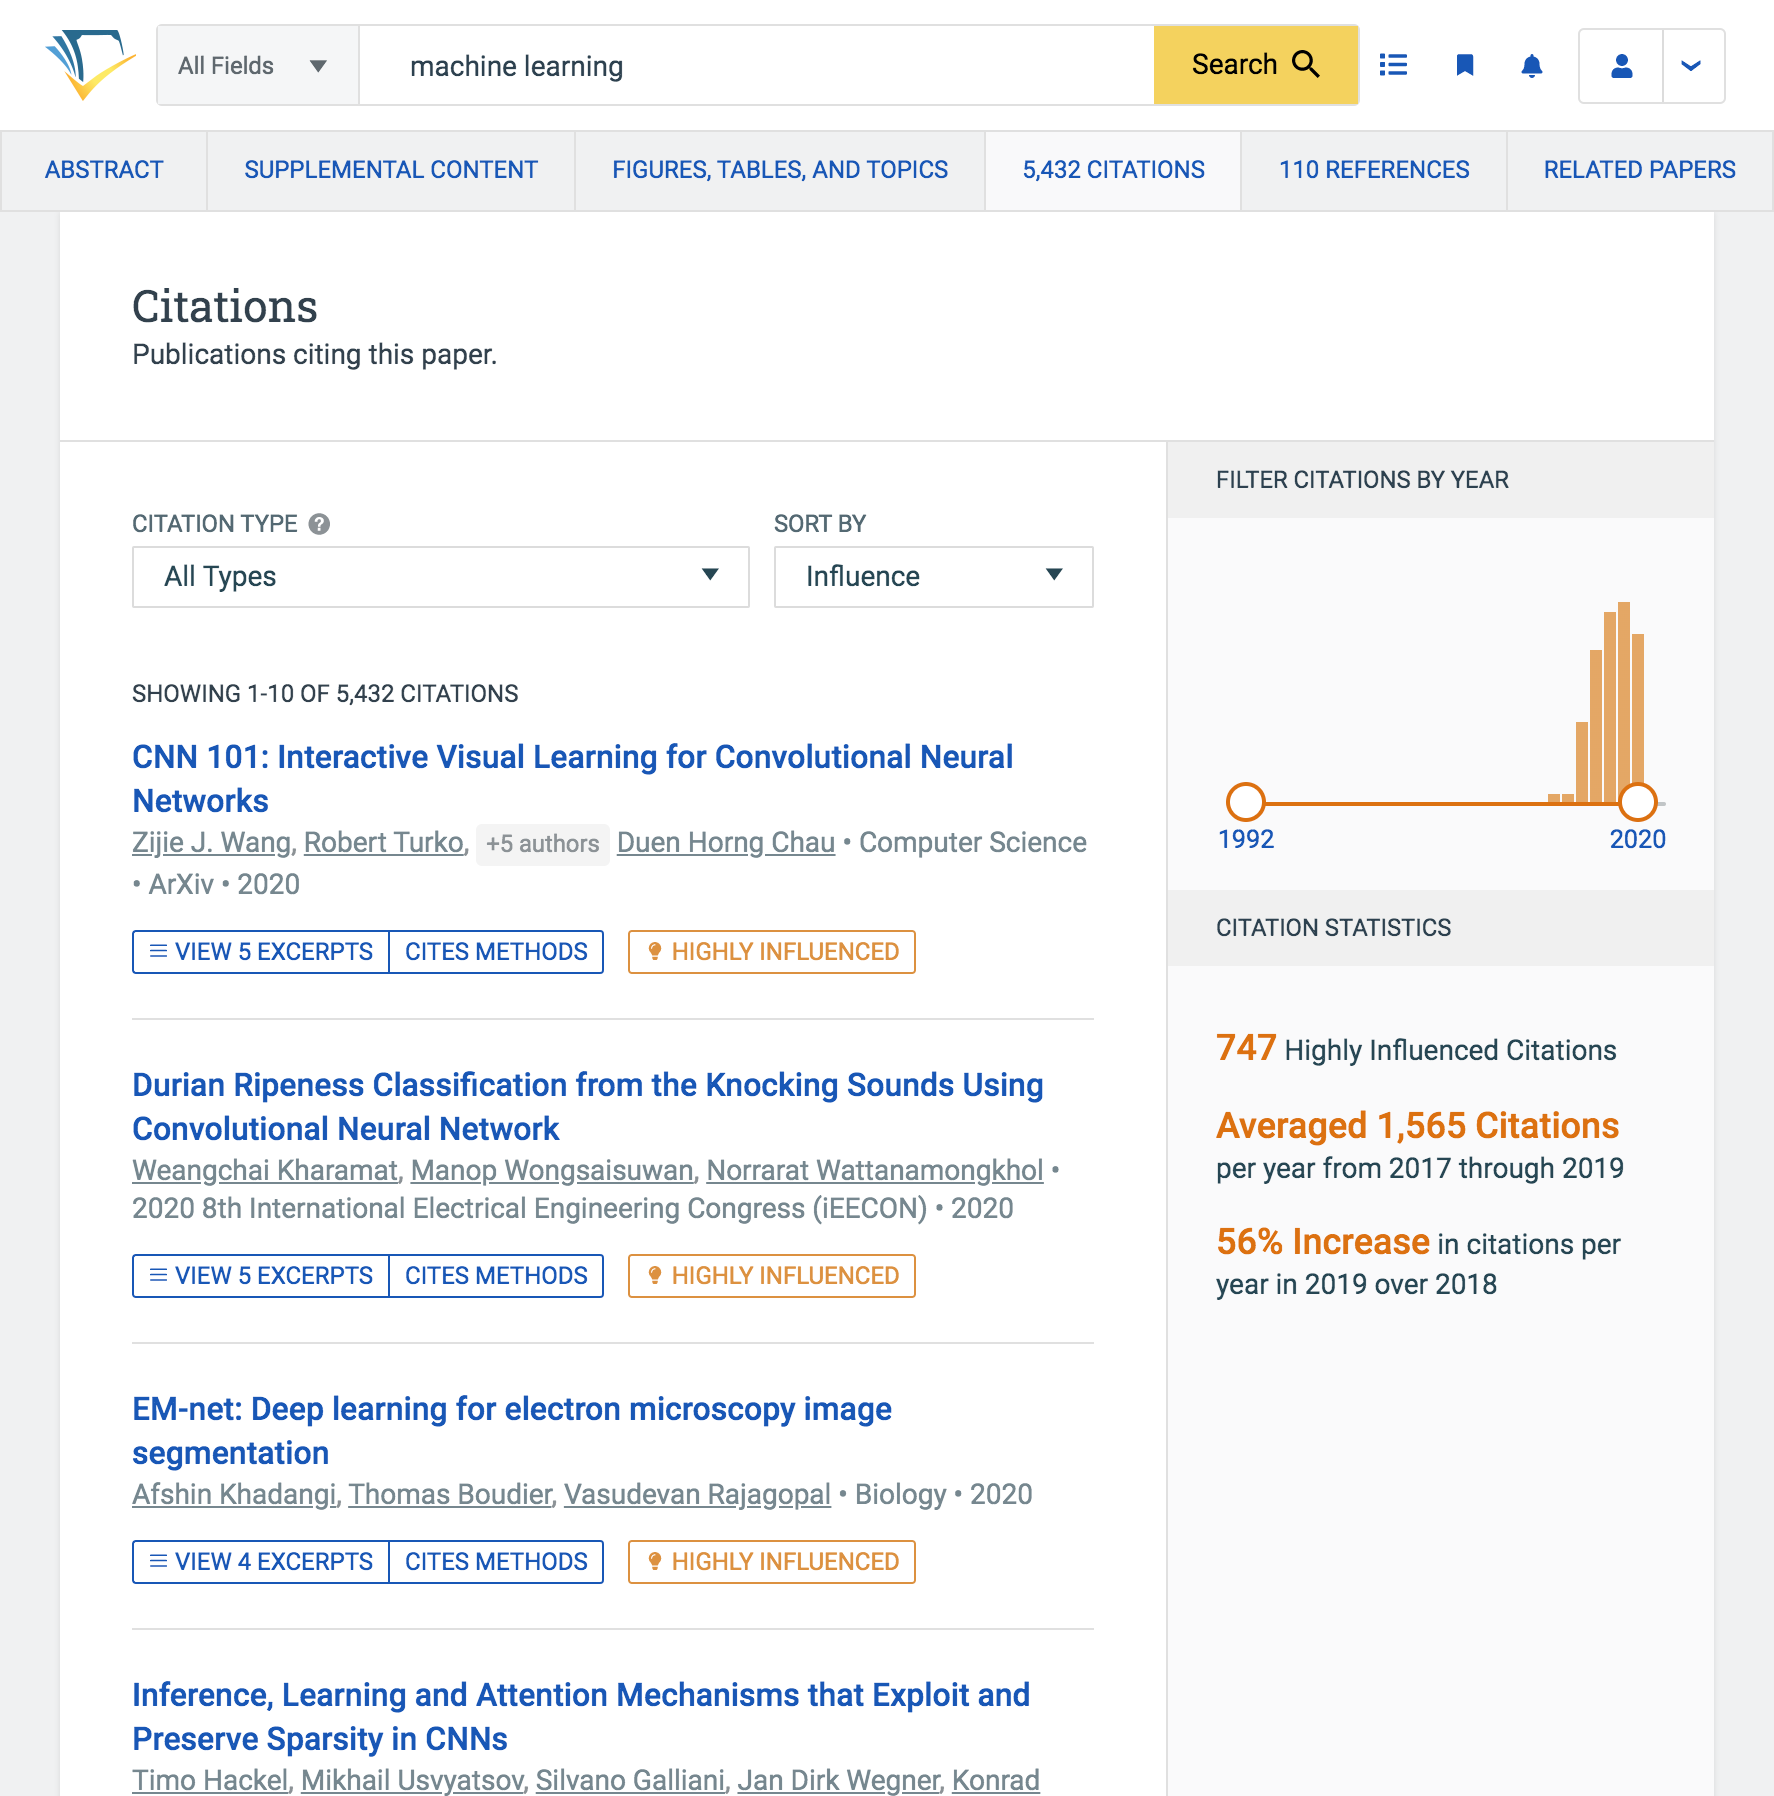 All Fields
machine learning
Search
ABSTRACT
SUPPLEMENTAL CONTENT
FIGURES, TABLES, AND TOPICS
5,432 CITATIONS
110 REFERENCES
RELATED PAPERS
Citations
Publications citing this paper.
CITATION TYPE ?
All Types
SORT BY
Influence
SHOWING 1-10 OF 5,432 CITATIONS
CNN 101: Interactive Visual Learning for Convolutional Neural
Networks
Zijie J. Wang, Robert Turko, +5 authors Duen Horng Chau • Computer Science
• ArXiv • 2020
VIEW 5 EXCERPTS
CITES METHODS
HIGHLY INFLUENCED
Durian Ripeness Classification from the Knocking Sounds Using
Convolutional Neural Network
Weangchai Kharamat, Manop Wongsaisuwan, Norrarat Wattanamongkhol •
2020 8th International Electrical Engineering Congress (iEECON) • 2020
VIEW 5 EXCERPTS
CITES METHODS
HIGHLY INFLUENCED
EM-net: Deep learning for electron microscopy image
segmentation
Afshin Khadangi, Thomas Boudier, Vasudevan Rajagopal • Biology • 2020
VIEW 4 EXCERPTS
CITES METHODS
HIGHLY INFLUENCED
Inference, Learning and Attention Mechanisms that Exploit and
Preserve Sparsity in CNNs
Timo Hackel, Mikhail Usvyatsov, Silvano Galliani, Jan Dirk Wegner, Konrad
FILTER CITATIONS BY YEAR
1992
2020
CITATION STATISTICS
747 Highly Influenced Citations
Averaged 1,565 Citations
per year from 2017 through 2019
56% Increase in citations per
year in 2019 over 2018